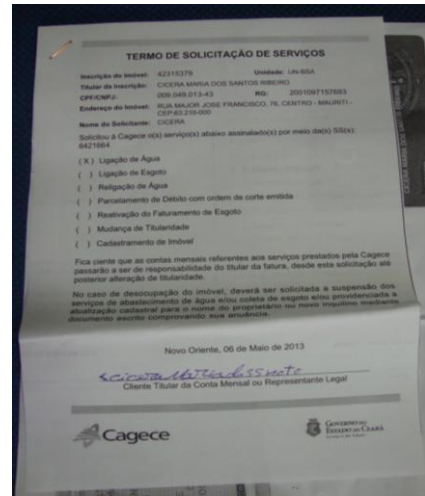 TERMO DE SOLICITAÇÃO DE SERVIÇOS
Inscrição do Imóvel: 42315379 Unidade: UN-BSA
Titular da Inscrição: CICERA MARIA DOS SANTOS RIBEIRO
CPF/CNPJ: 009.049.013-43 RG: 2001097157693
Endereço do Imóvel: RUA MAJOR JOSE FRANCISCO, 76, CENTRO - MAURITI -
CEP:63.210-000
Nome do Solicitante: CICERA
Solicitou à Cagece o(s) serviço(s) abaixo assinalado(s) por meio da(s) SS(s):
6421664
( X ) Ligação de Água
( ) Ligação de Esgoto
( ) Religação de Água
( ) Parcelamento de Débito com ordem de corte emitida
( ) Reativação do Faturamento de Esgoto
( ) Mudança de Titularidade
( ) Cadastramento de Imóvel
Fica ciente que as contas mensais referentes aos serviços prestados pela Cagece
passarão a ser de responsabilidade do titular da fatura, desde esta solicitação até
posterior alteração de titularidade.
No caso de desocupação do imóvel, deverá ser solicitada a suspensão dos
serviços de abastecimento de água e/ou coleta de esgoto e/ou providenciada a
atualização cadastral para o nome do proprietário ou novo inquilino mediante
documento escrito comprovando sua anuência.
Novo Oriente, 06 de Maio de 2013
Cliente Titular da Conta Mensal ou Representante Legal
Cagece
GOVERNO DO
ESTADO DO CEARÁ